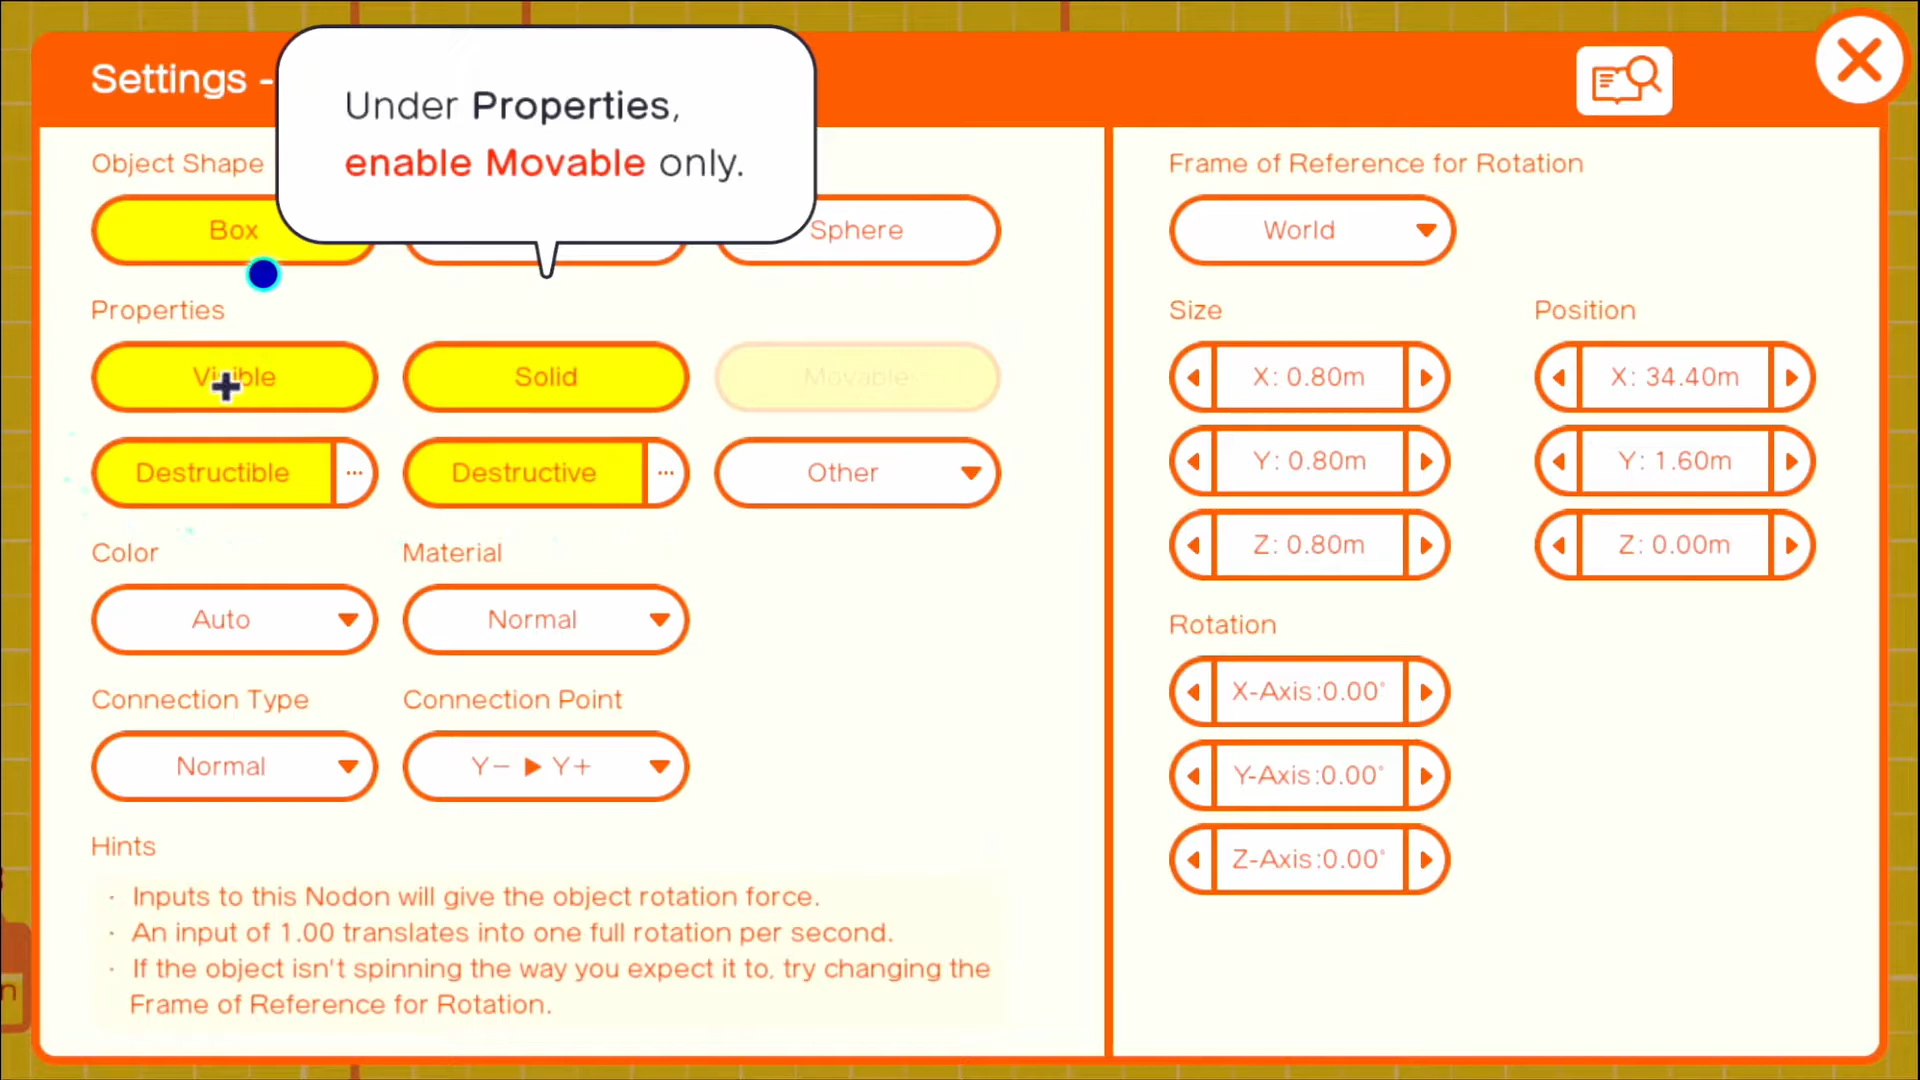 Settings -
Under Properties,
enable Movable only.
Object Shape
Box
Sphere
Properties
Visible
Solid
Movable
Destructible
...
Destructive
...
Other
Color
Material
Auto
Normal
Connection Type
Connection Point
Normal
Y− ▶ Y+
Hints
· Inputs to this Nodon will give the object rotation force.
· An input of 1.00 translates into one full rotation per second.
· If the object isn't spinning the way you expect it to, try changing the
Frame of Reference for Rotation.
Frame of Reference for Rotation
World
Size
Position
X: 0.80m
X: 34.40m
Y: 0.80m
Y: 1.60m
Z: 0.80m
Z: 0.00m
Rotation
X-Axis:0.00°
Y-Axis:0.00°
Z-Axis:0.00°
n